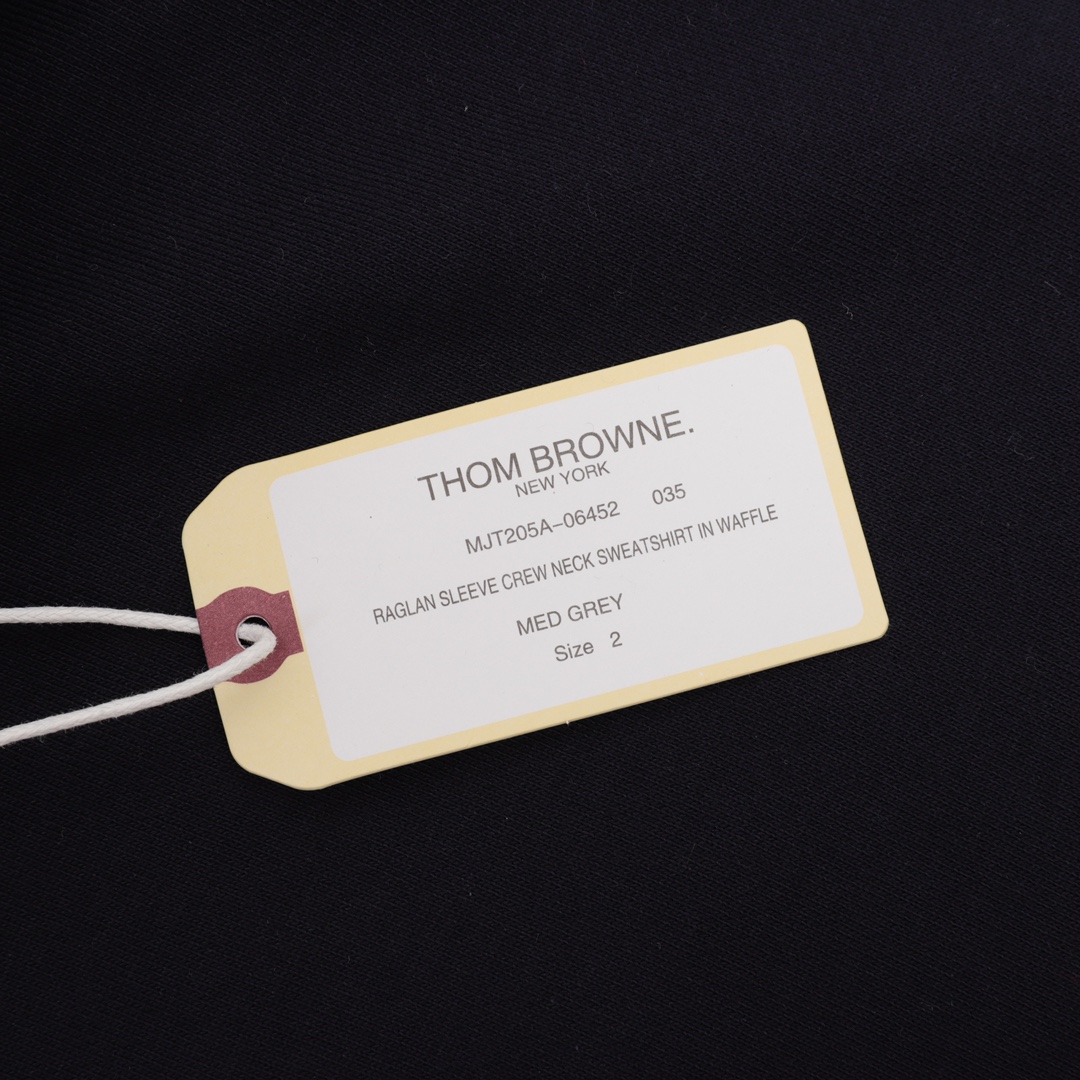 THOM BROWNE.
NEW YORK
MJT205A-06452 035
RAGLAN SLEEVE CREW NECK SWEATSHIRT IN WAFFLE
MED GREY
Size 2